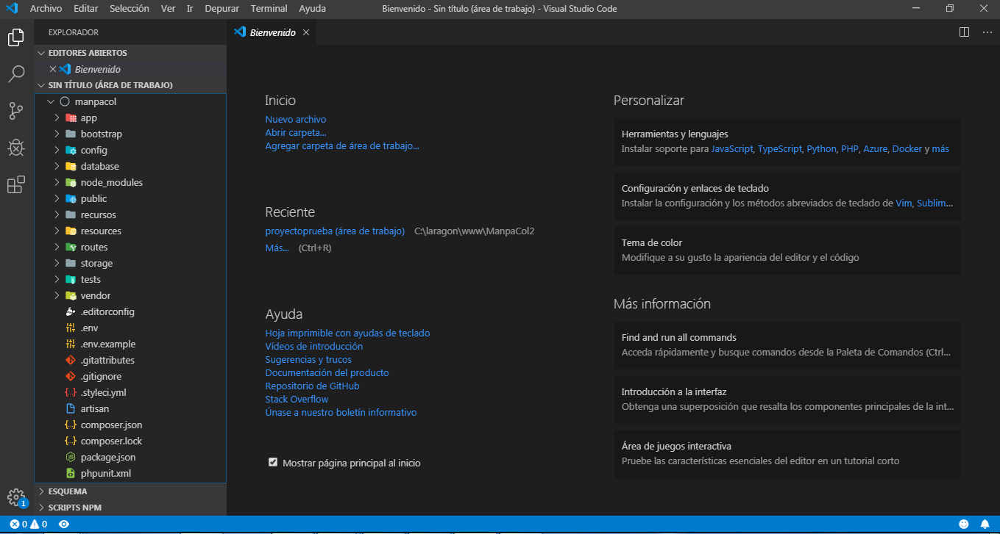 Archivo Editar Selección Ver Ir Depurar Terminal Ayuda
Bienvenido - Sin título (área de trabajo) - Visual Studio Code
EXPLORADOR
EDITORES ABIERTOS
Bienvenido
SIN TÍTULO (ÁREA DE TRABAJO)
manpacol
app
bootstrap
config
database
node_modules
public
recursos
resources
routes
storage
tests
vendor
.editorconfig
.env
.env.example
.gitattributes
.gitignore
.styleci.yml
artisan
composer.json
composer.lock
package.json
phpunit.xml
ESQUEMA
SCRIPTS NPM
1
Bienvenido
Inicio
Nuevo archivo
Abrir carpeta...
Agregar carpeta de área de trabajo...
Reciente
proyectoprueba (área de trabajo) C:\laragon\www\ManpaCol2
Más... (Ctrl+R)
Ayuda
Hoja imprimible con ayudas de teclado
Vídeos de introducción
Sugerencias y trucos
Documentación del producto
Repositorio de GitHub
Stack Overflow
Únase a nuestro boletín informativo
Mostrar página principal al inicio
Personalizar
Herramientas y lenguajes
Instalar soporte para JavaScript, TypeScript, Python, PHP, Azure, Docker y más
Configuración y enlaces de teclado
Instalar la configuración y los métodos abreviados de teclado de Vim, Sublim...
Tema de color
Modifique a su gusto la apariencia del editor y el código
Más información
Find and run all commands
Acceda rápidamente y busque comandos desde la Paleta de Comandos (Ctrl...
Introducción a la interfaz
Obtenga una superposición que resalta los componentes principales de la int...
Área de juegos interactiva
Pruebe las características esenciales del editor en un tutorial corto
0 0